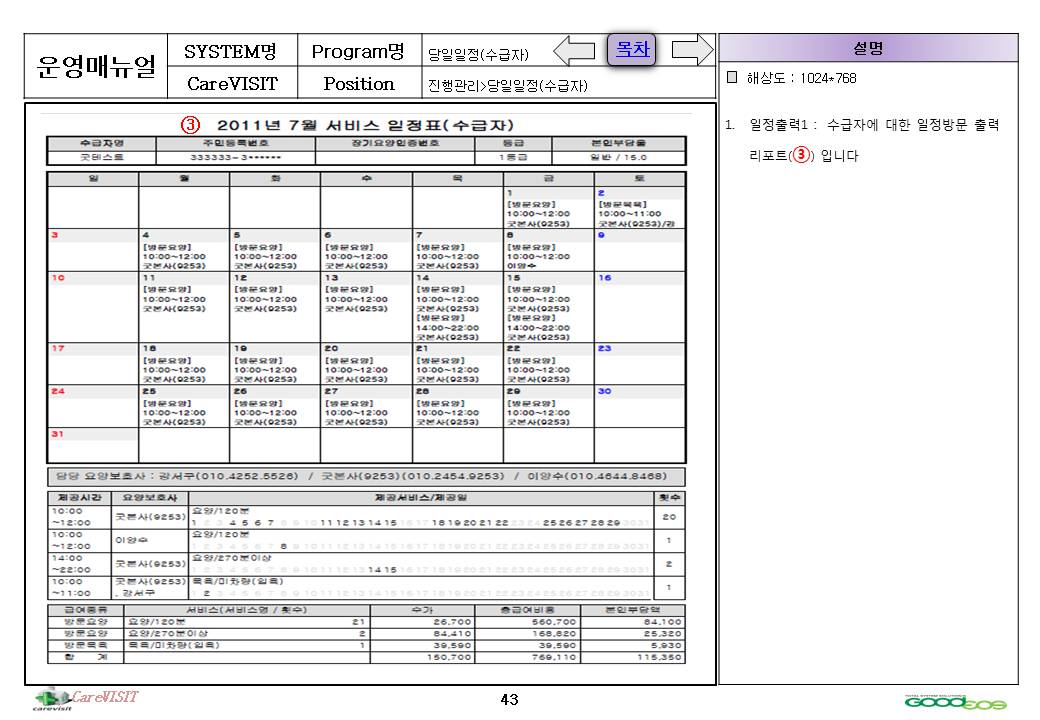 운영매뉴얼
SYSTEM명
Program명
당일일정(수급자)
목차
CareVISIT
Position
진행관리>당일일정(수급자)
설명
해상도 : 1024*768
1. 일정출력1 : 수급자에 대한 일정방문 출력
리포트(③) 입니다
③ 2011년 7월 서비스 일정표(수급자)
수급자명 주민등록번호 장기요양인증번호 등급 본인부담율
굿테스트 333333-3****** 1등급 일반 / 15.0
일 월 화 수 목 금 토
1 2
[방문요양] [방문목욕]
10:00~12:00 10:00~11:00
굿본사(9253) 굿본사(9253)/강
3 4 5 6 7 8 9
[방문요양] [방문요양] [방문요양] [방문요양] [방문요양]
10:00~12:00 10:00~12:00 10:00~12:00 10:00~12:00 10:00~12:00
굿본사(9253) 굿본사(9253) 굿본사(9253) 굿본사(9253) 이양수
10 11 12 13 14 15 16
[방문요양] [방문요양] [방문요양] [방문요양] [방문요양]
10:00~12:00 10:00~12:00 10:00~12:00 10:00~12:00 10:00~12:00
굿본사(9253) 굿본사(9253) 굿본사(9253) 굿본사(9253) 굿본사(9253)
[방문요양] [방문요양]
14:00~22:00 14:00~22:00
굿본사(9253) 굿본사(9253)
17 18 19 20 21 22 23
[방문요양] [방문요양] [방문요양] [방문요양] [방문요양]
10:00~12:00 10:00~12:00 10:00~12:00 10:00~12:00 10:00~12:00
굿본사(9253) 굿본사(9253) 굿본사(9253) 굿본사(9253) 굿본사(9253)
24 25 26 27 28 29 30
[방문요양] [방문요양] [방문요양] [방문요양] [방문요양]
10:00~12:00 10:00~12:00 10:00~12:00 10:00~12:00 10:00~12:00
굿본사(9253) 굿본사(9253) 굿본사(9253) 굿본사(9253) 굿본사(9253)
31
담당 요양보호사 : 강서구(010.4252.5526) / 굿본사(9253)(010.2454.9253) / 이양수(010.4644.8468)
제공시간 요양보호사 제공서비스/제공일 횟수
10:00 ~12:00 굿본사(9253) 요양/120분 20
1 2 3 4 5 6 7 8 9 10 11 12 13 14 15 16 17 18 19 20 21 22 23 24 25 26 27 28 29 30 31
10:00 ~12:00 이양수 요양/120분 1
1 2 3 4 5 6 7 8 9 10 11 12 13 14 15 16 17 18 19 20 21 22 23 24 25 26 27 28 29 30 31
14:00 ~22:00 굿본사(9253) 요양/270분이상 2
1 2 3 4 5 6 7 8 9 10 11 12 13 14 15 16 17 18 19 20 21 22 23 24 25 26 27 28 29 30 31
10:00 ~11:00 굿본사(9253) , 강서구 목욕/미차량(입욕) 1
1 2 3 4 5 6 7 8 9 10 11 12 13 14 15 16 17 18 19 20 21 22 23 24 25 26 27 28 29 30 31
급여종류 서비스(서비스명 / 횟수) 수가 총급여비용 본인부담액
방문요양 요양/120분 21 26,700 560,700 84,100
방문요양 요양/270분이상 2 84,410 168,820 25,320
방문목욕 목욕/미차량(입욕) 1 39,590 39,590 5,930
합 계 150,700 769,110 115,350
carevisit
CareVISIT
43
TOTAL SYSTEM SOLUTION
GOODEOS